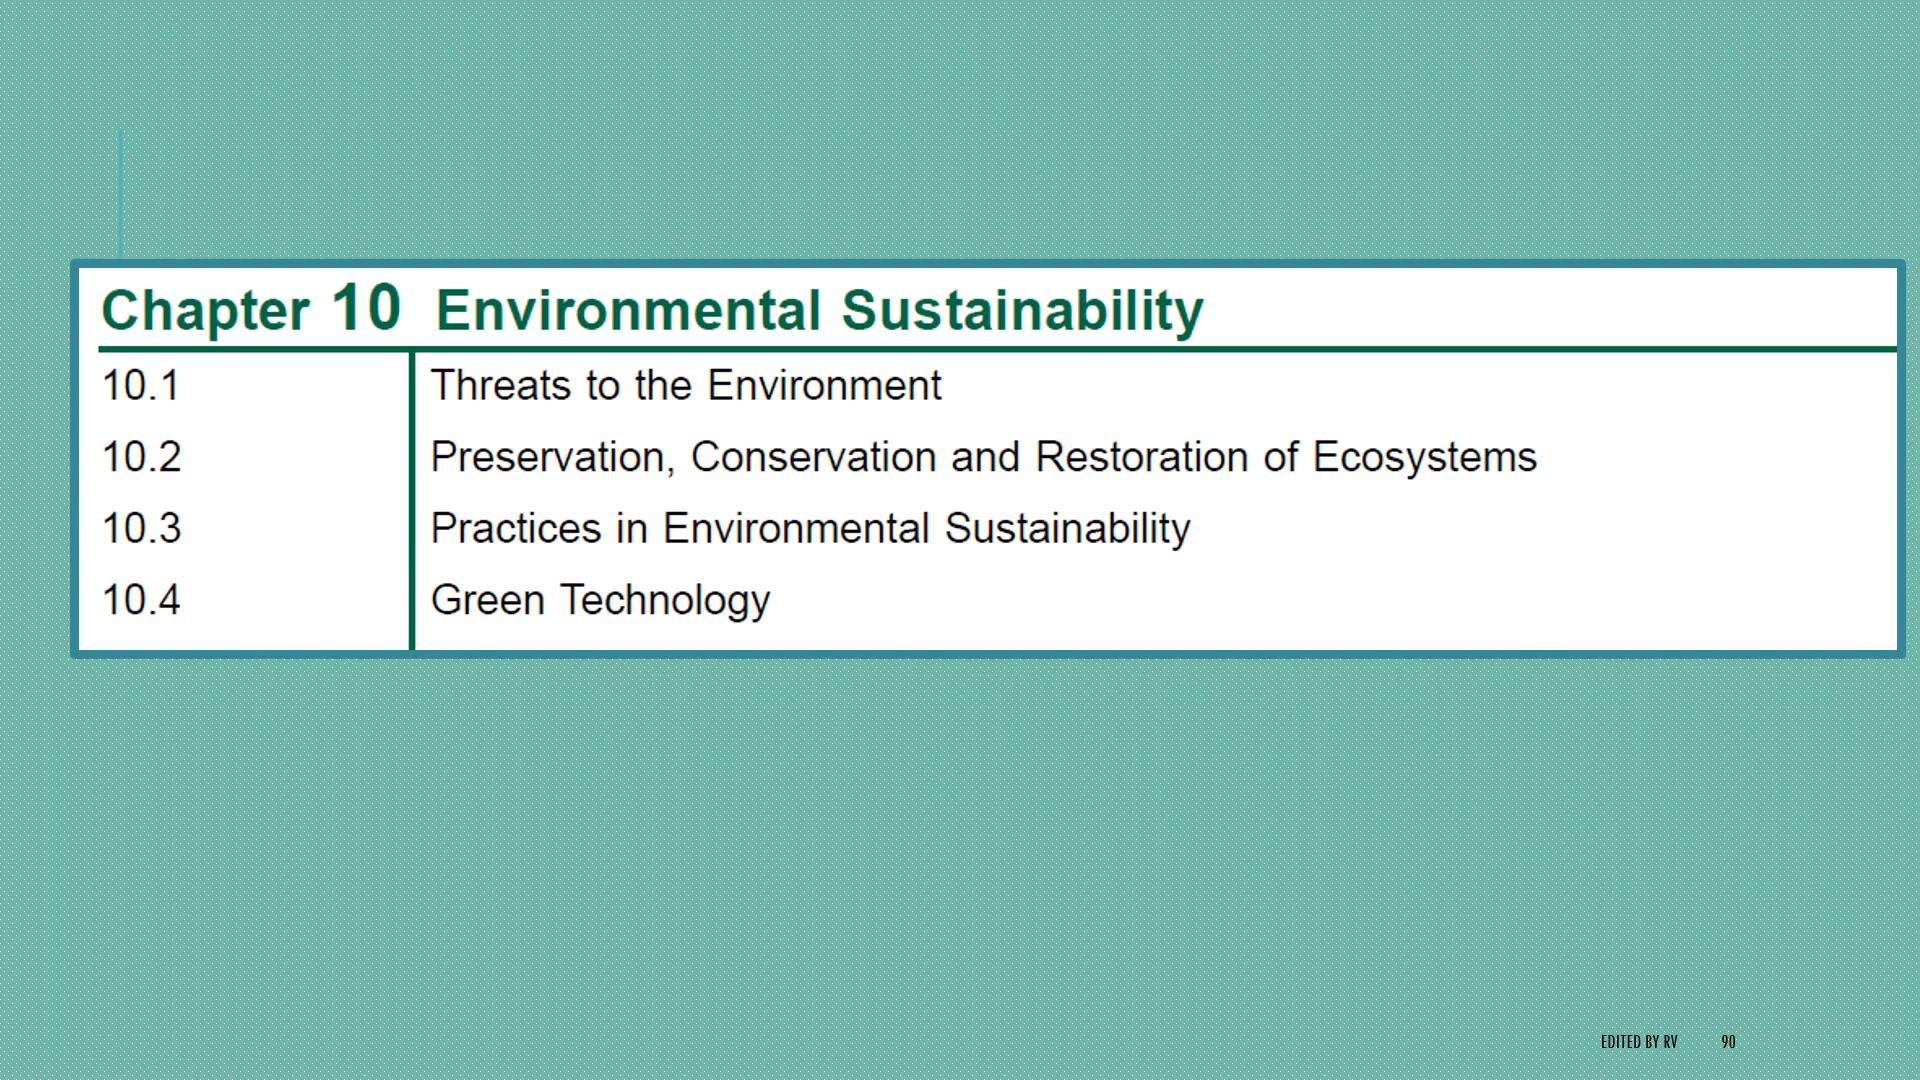 Chapter 10 Environmental Sustainability
10.1 Threats to the Environment
10.2 Preservation, Conservation and Restoration of Ecosystems
10.3 Practices in Environmental Sustainability
10.4 Green Technology
EDITED BY RV 90